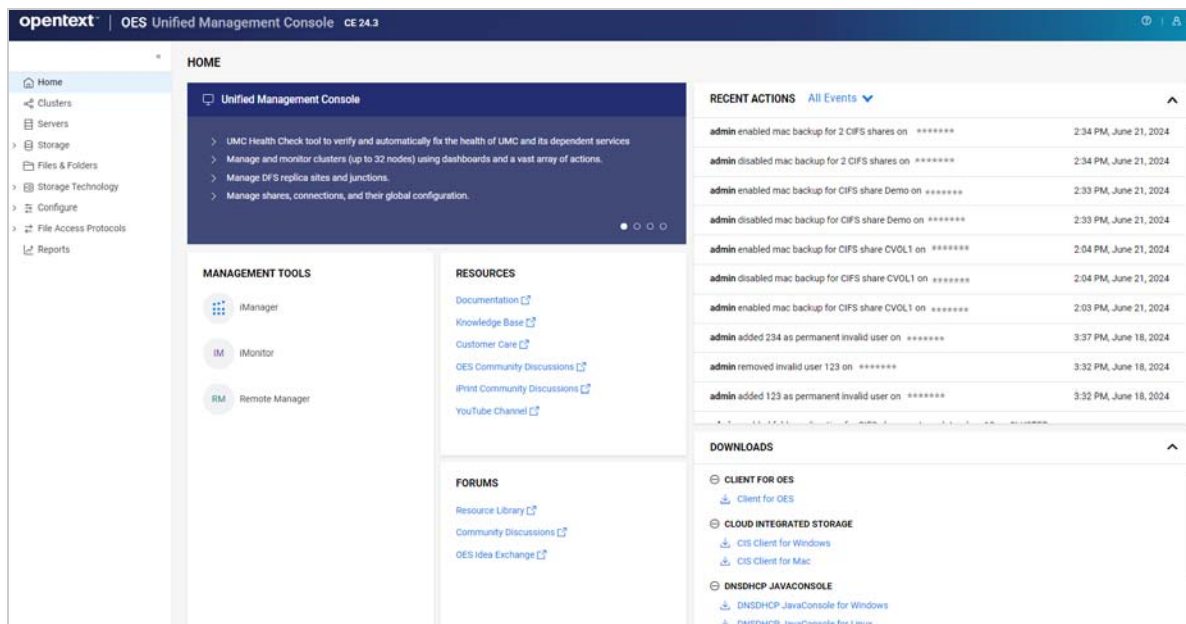 opentext™ | OES Unified Management Console CE 24.3
Home
Clusters
Servers
Storage
Files & Folders
Storage Technology
Configure
File Access Protocols
Reports
HOME
Unified Management Console
UMC Health Check tool to verify and automatically fix the health of UMC and its dependent services
Manage and monitor clusters (up to 32 nodes) using dashboards and a vast array of actions.
Manage DFS replica sites and junctions.
Manage shares, connections, and their global configuration.
MANAGEMENT TOOLS
iManager
IM iMonitor
RM Remote Manager
RESOURCES
Documentation
Knowledge Base
Customer Care
OES Community Discussions
iPrint Community Discussions
YouTube Channel
FORUMS
Resource Library
Community Discussions
OES Idea Exchange
RECENT ACTIONS All Events
admin enabled mac backup for 2 CIFS shares on ******* 2:34 PM, June 21, 2024
admin disabled mac backup for 2 CIFS shares on ******* 2:34 PM, June 21, 2024
admin enabled mac backup for CIFS share Demo on ******* 2:33 PM, June 21, 2024
admin disabled mac backup for CIFS share Demo on ******* 2:33 PM, June 21, 2024
admin enabled mac backup for CIFS share CVOL1 on ******* 2:04 PM, June 21, 2024
admin disabled mac backup for CIFS share CVOL1 on ******* 2:04 PM, June 21, 2024
admin enabled mac backup for CIFS share CVOL1 on ******* 2:03 PM, June 21, 2024
admin added 234 as permanent invalid user on ******* 3:37 PM, June 18, 2024
admin removed invalid user 123 on ******* 3:32 PM, June 18, 2024
admin added 123 as permanent invalid user on ******* 3:32 PM, June 18, 2024
DOWNLOADS
CLIENT FOR OES
Client for OES
CLOUD INTEGRATED STORAGE
CIS Client for Windows
CIS Client for Mac
DNSDHCP JAVACONSOLE
DNSDHCP JavaConsole for Windows
DNSDHCP JavaConsole for Linux